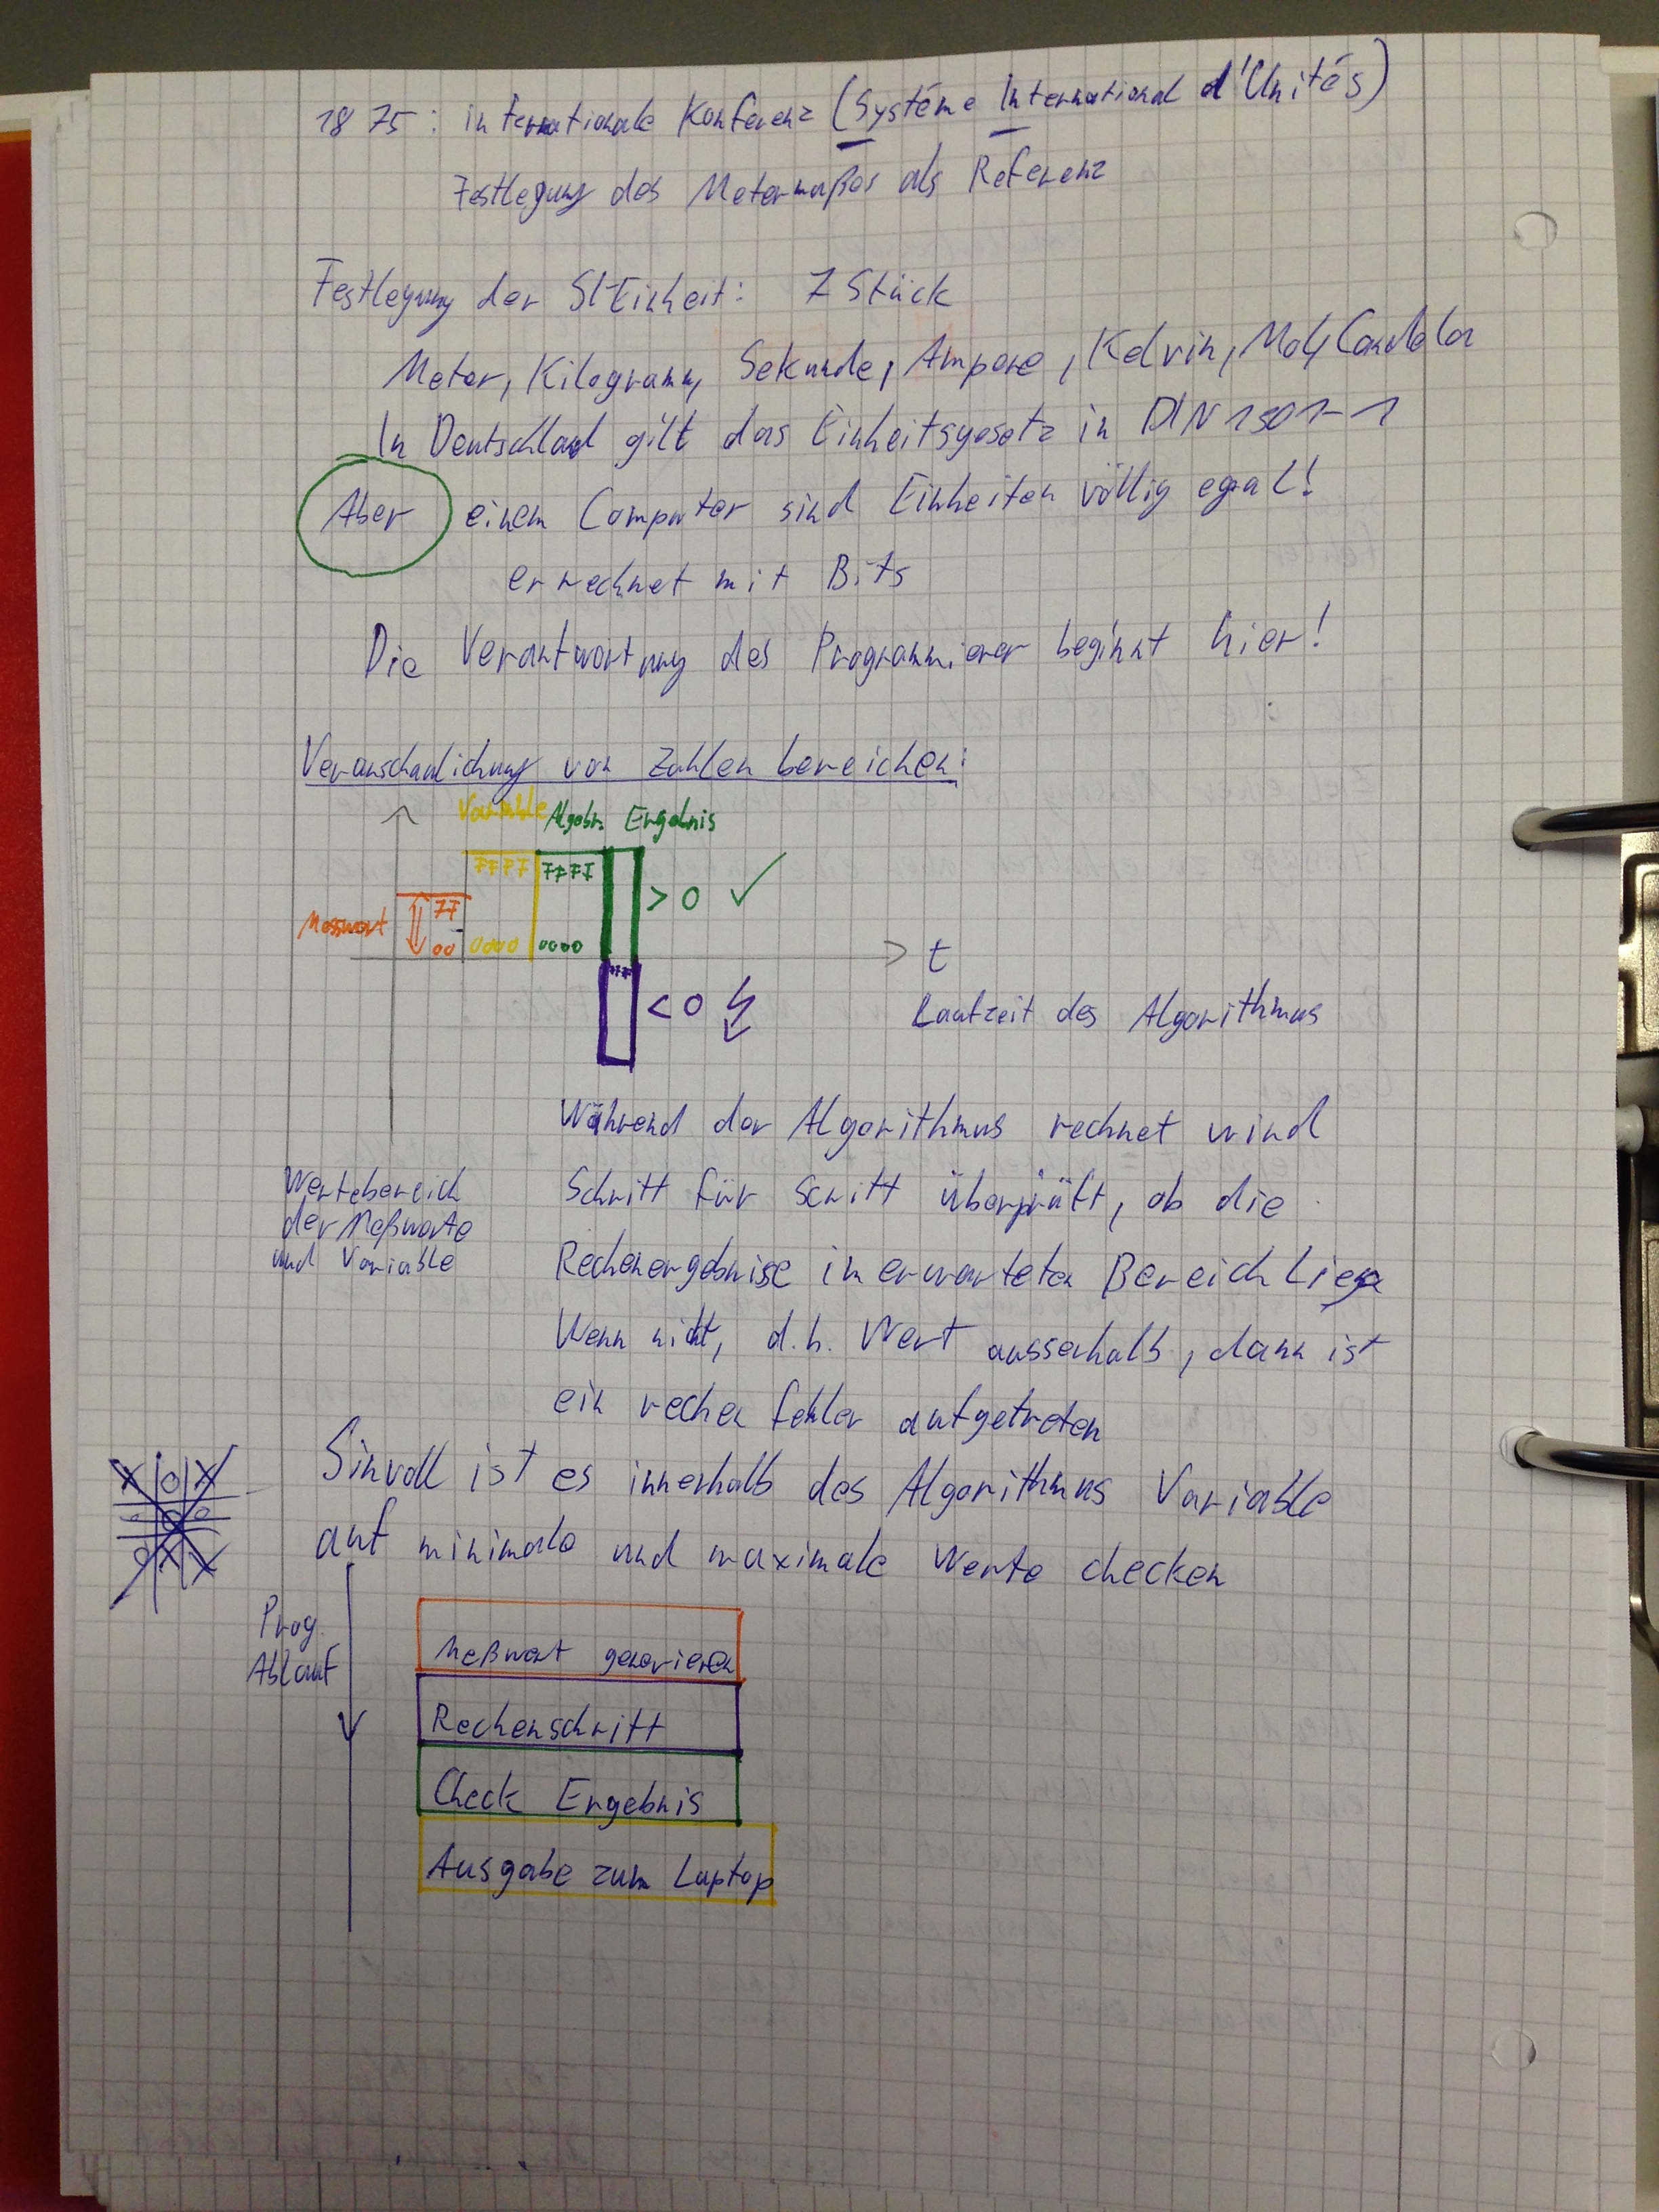 1875: internationale Konferenz (Systéme International d'Unités)
Festlegung des Metermaßes als Referenz
Festlegung der SI-Einheit: 7 Stück
Meter, Kilogramm, Sekunde, Ampere, Kelvin, Mol, Candela
In Deutschland gilt das Einheitsgesetz in DIN 1301-1
Aber einem Computer sind Einheiten völlig egal!
er rechnet mit Bits
Die Verantwortung des Programmierer beginnt hier!
Veranschaulichung von Zahlenbereichen:
Variable Algebr. Ergebnis
FFFF FFFF
> 0 ✓
Messwert FF
00 0000 0000
t
FF
< 0
Laufzeit des Algorithmus
Während der Algorithmus rechnet wird
Wertebereich
der Meßwerte
und Variable
Schritt für Scritt überprüft, ob die
Rechenergebnise im erwarteten Bereich liegen
Wenn nicht, d.h. Wert ausserhalb, dann ist
ein rechen fehler aufgetreten
Sinvoll ist es innerhalb des Algorithmus Variable
auf minimale und maximale Werte checken
X O X
O O O
O X X
Prog.
Ablauf
Meßwert generieren
Rechenschritt
Check Ergebnis
Ausgabe zum Laptop